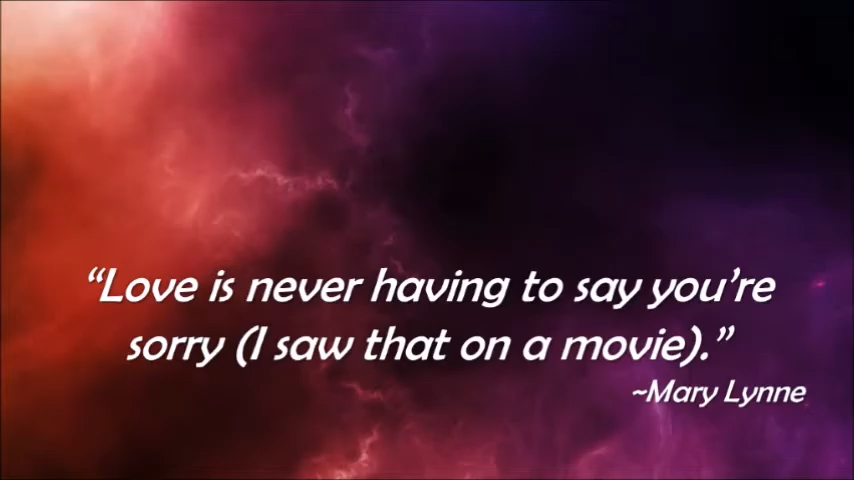 “Love is never having to say you’re
sorry (I saw that on a movie).”
~Mary Lynne